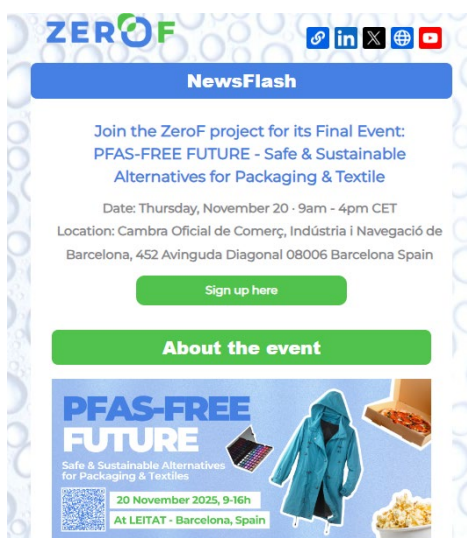 ZEROF
NewsFlash
Join the ZeroF project for its Final Event:
PFAS-FREE FUTURE - Safe & Sustainable
Alternatives for Packaging & Textile
Date: Thursday, November 20 · 9am - 4pm CET
Location: Cambra Oficial de Comerç, Indústria i Navegació de
Barcelona, 452 Avinguda Diagonal 08006 Barcelona Spain
Sign up here
About the event
PFAS-FREE
FUTURE
Safe & Sustainable Alternatives
for Packaging & Textiles
20 November 2025, 9-16h
At LEITAT - Barcelona, Spain